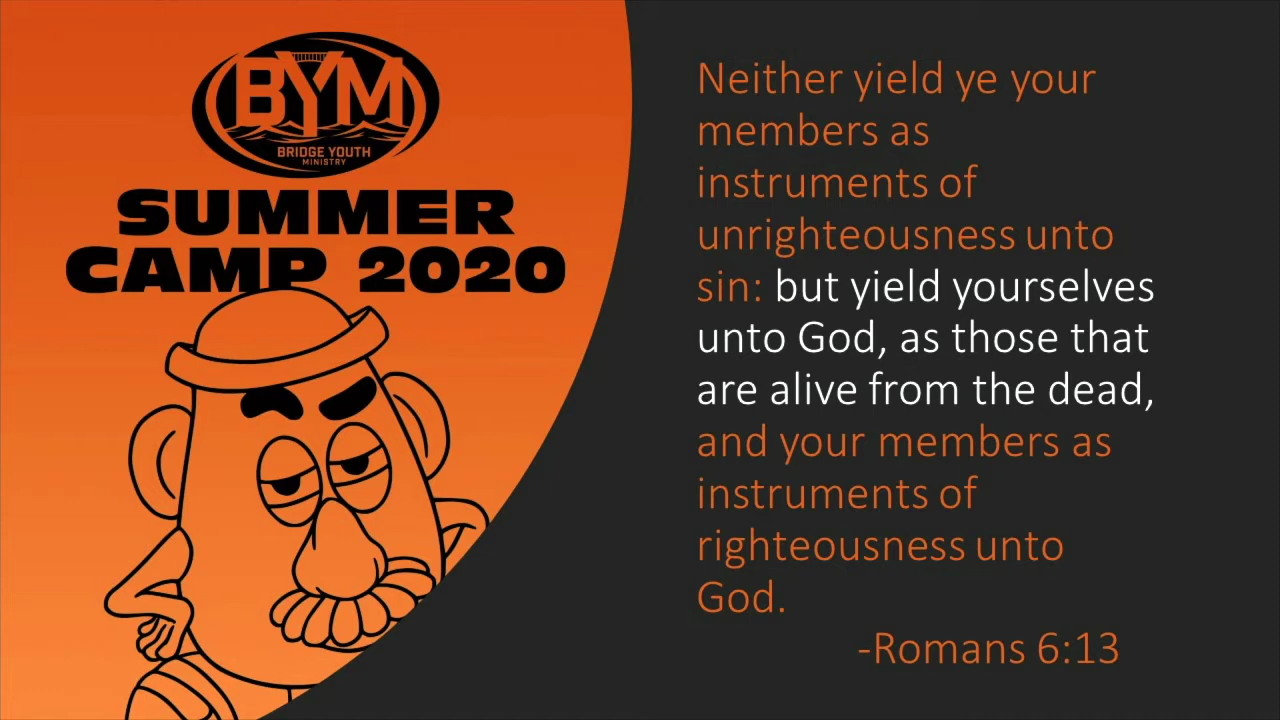 BYM
BRIDGE YOUTH
MINISTRY
SUMMER
CAMP 2020
Neither yield ye your
members as
instruments of
unrighteousness unto
sin: but yield yourselves
unto God, as those that
are alive from the dead,
and your members as
instruments of
righteousness unto
God.
-Romans 6:13